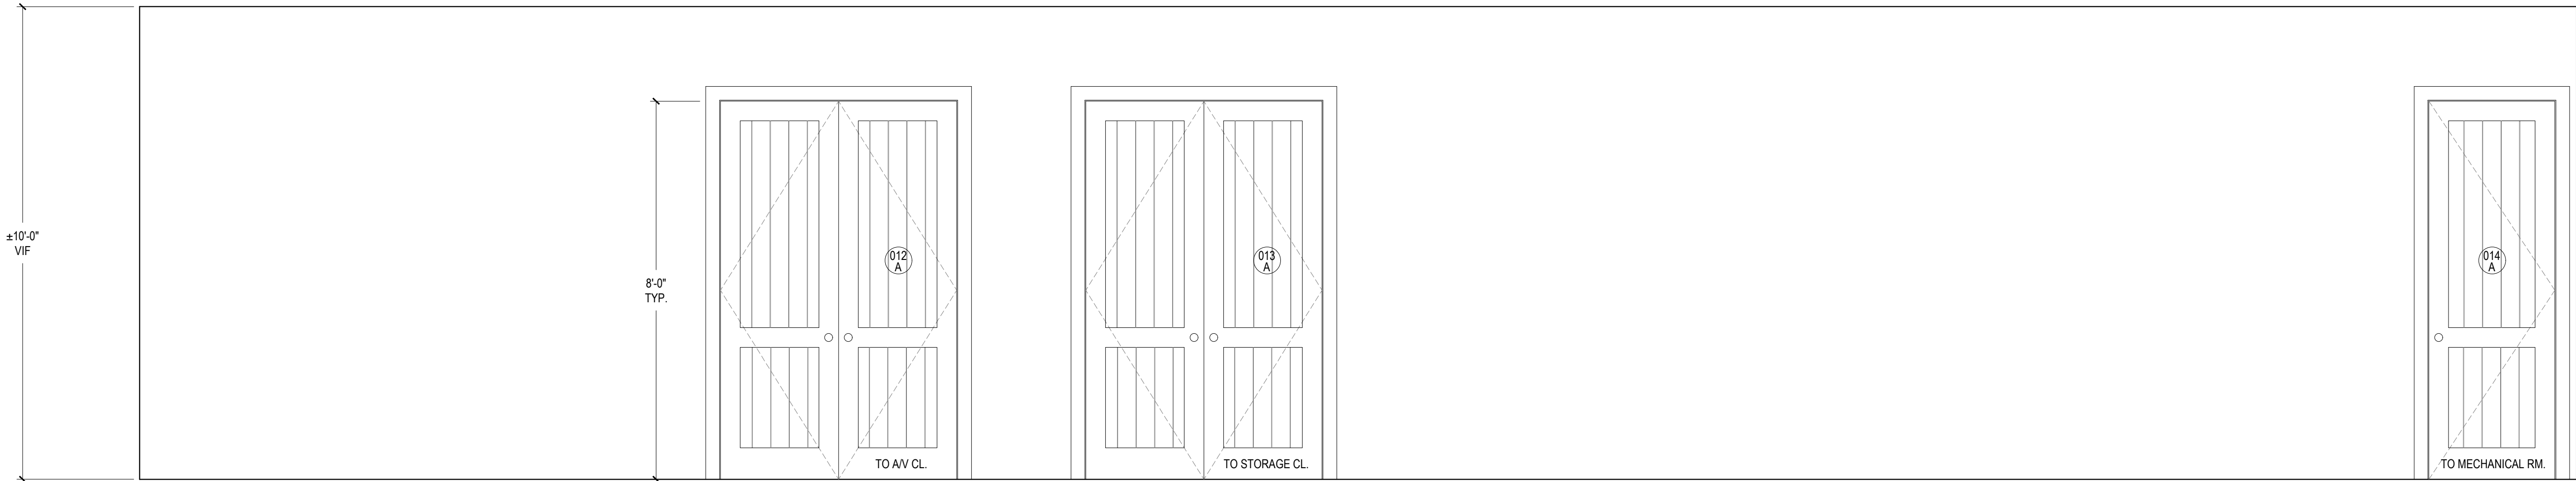 ±10'-0"
VIF
8'-0"
TYP.
012
A
TO A/V CL.
013
A
TO STORAGE CL.
014
A
TO MECHANICAL RM.